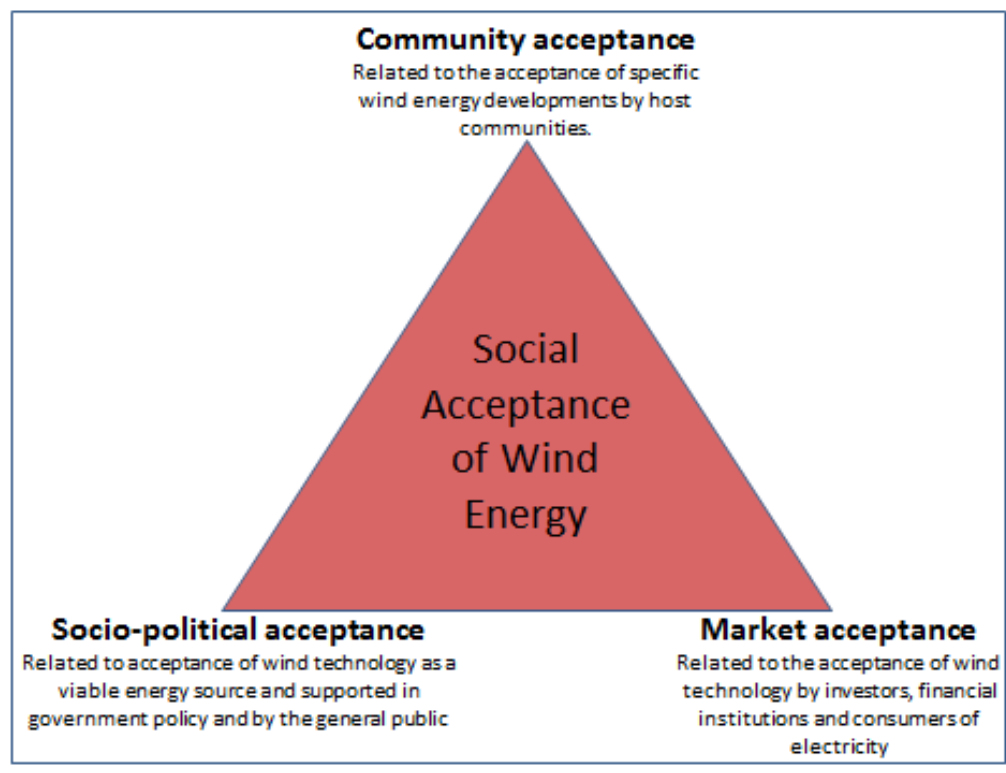 Community acceptance
Related to the acceptance of specific
wind energy developments by host
communities.
Social
Acceptance
of Wind
Energy
Socio-political acceptance
Related to acceptance of wind technology as a
viable energy source and supported in
government policy and by the general public
Market acceptance
Related to the acceptance of wind
technology by investors, financial
institutions and consumers of
electricity